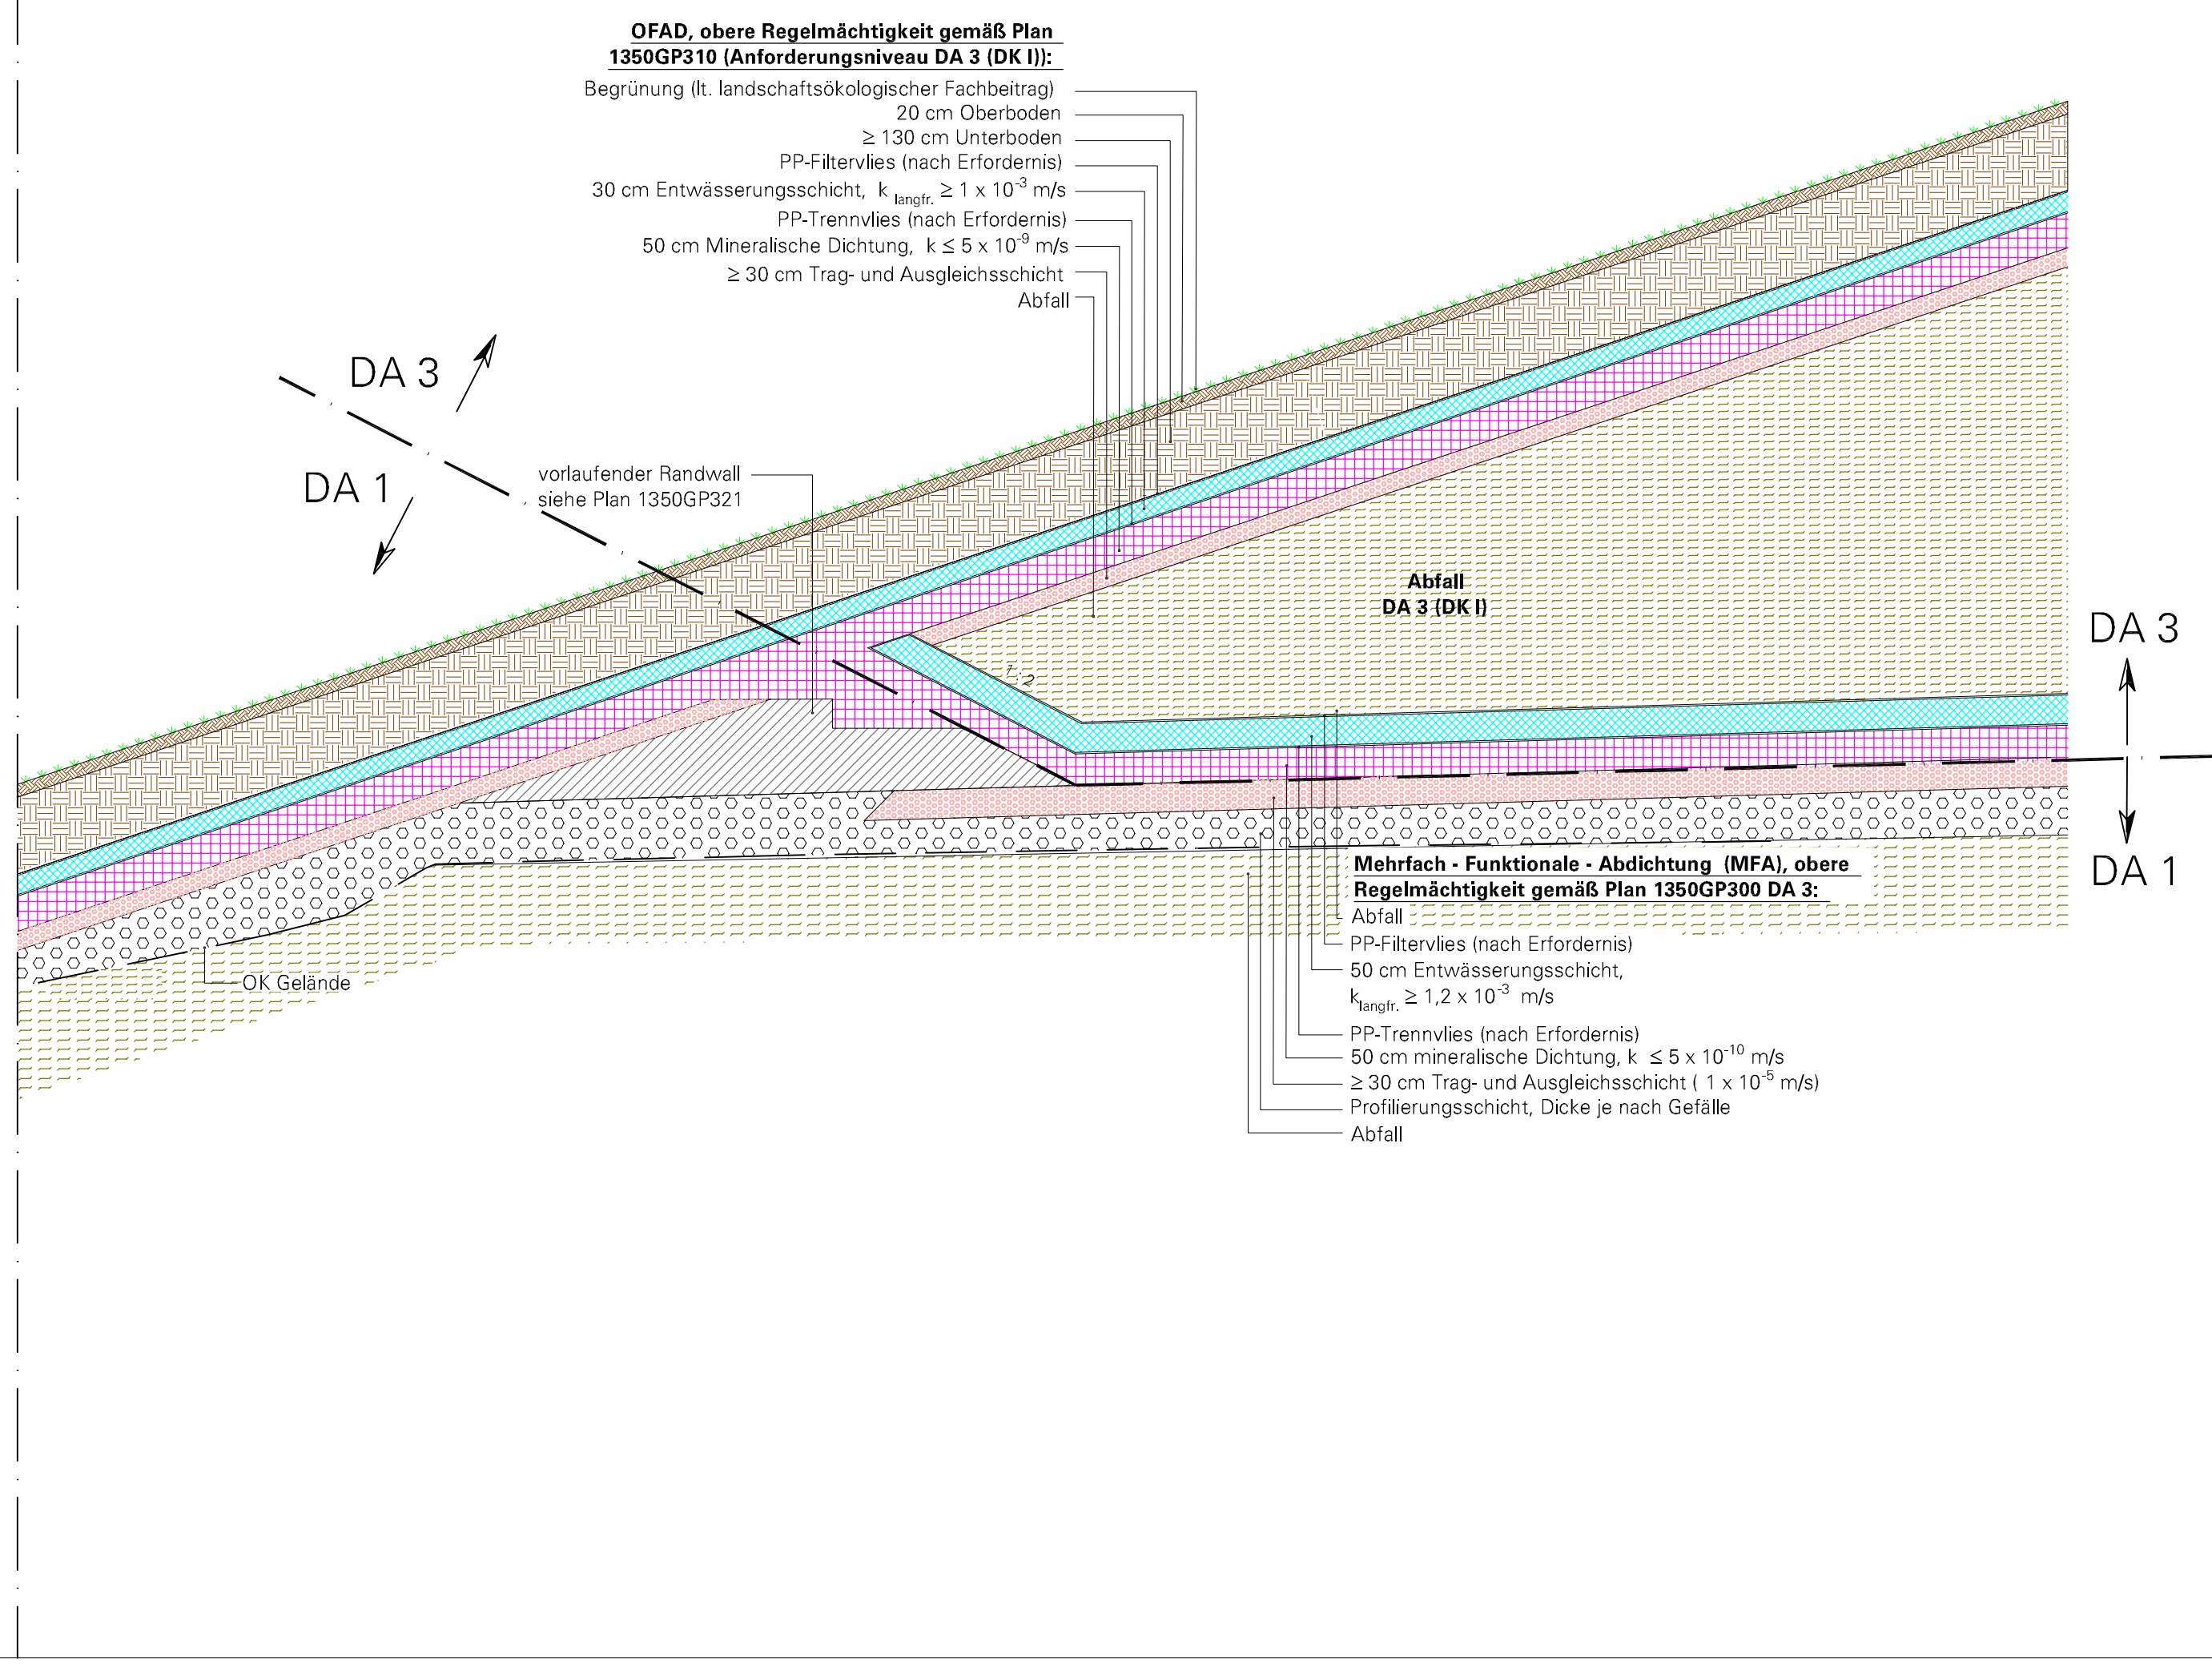 OFAD, obere Regelmächtigkeit gemäß Plan
1350GP310 (Anforderungsniveau DA 3 (DK I)):
Begrünung (lt. landschaftsökologischer Fachbeitrag)
20 cm Oberboden
≥ 130 cm Unterboden
PP-Filtervlies (nach Erfordernis)
30 cm Entwässerungsschicht, k langfr. ≥ 1 x 10⁻³ m/s
PP-Trennvlies (nach Erfordernis)
50 cm Mineralische Dichtung, k ≤ 5 x 10⁻⁹ m/s
≥ 30 cm Trag- und Ausgleichsschicht
Abfall
DA 3
DA 1
vorlaufender Randwall
siehe Plan 1350GP321
Abfall
DA 3 (DK I)
1 : 2
DA 3
DA 1
Mehrfach - Funktionale - Abdichtung (MFA), obere
Regelmächtigkeit gemäß Plan 1350GP300 DA 3:
Abfall
PP-Filtervlies (nach Erfordernis)
50 cm Entwässerungsschicht,
k langfr. ≥ 1,2 x 10⁻³ m/s
PP-Trennvlies (nach Erfordernis)
50 cm mineralische Dichtung, k ≤ 5 x 10⁻¹⁰ m/s
≥ 30 cm Trag- und Ausgleichsschicht ( 1 x 10⁻⁵ m/s)
Profilierungsschicht, Dicke je nach Gefälle
Abfall
OK Gelände